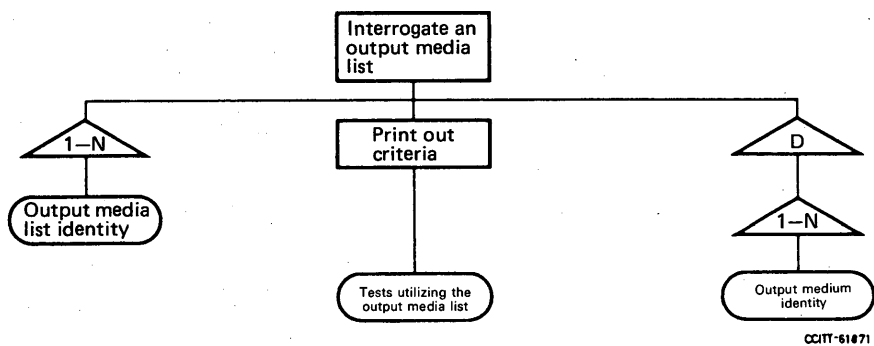 Interrogate an
output media
list
1-N
Print out
criteria
D
Output media
list identity
1-N
Tests utilizing the
output media list
Output medium
identity
CCITT-61871